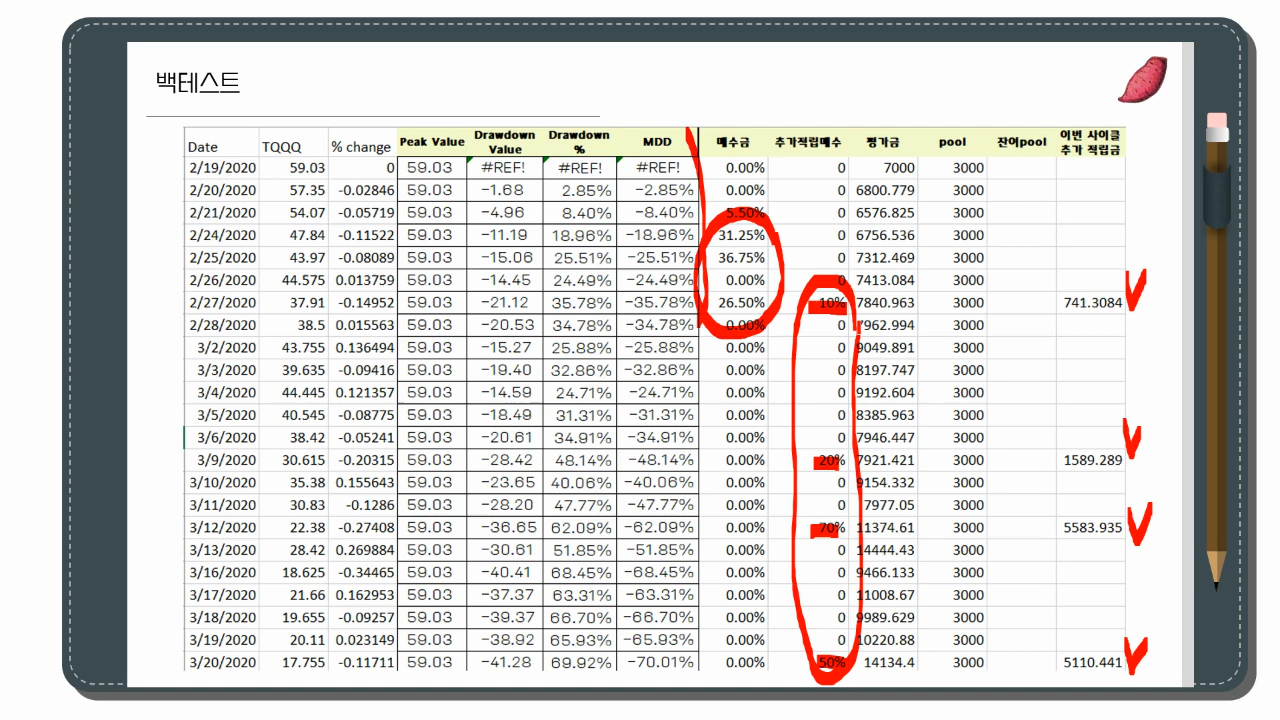 백테스트
Date TQQQ % change Peak Value Drawdown Value Drawdown % MDD 매수금 추가적립매수 평가금 pool 잔여pool 이번 사이클 추가 적립금
2/19/2020 59.03 0 59.03 #REF! #REF! #REF! 0.00% 0 7000 3000
2/20/2020 57.35 -0.02846 59.03 -1.68 2.85% -2.85% 0.00% 0 6800.779 3000
2/21/2020 54.07 -0.05719 59.03 -4.96 8.40% -8.40% 5.50% 0 6576.825 3000
2/24/2020 47.84 -0.11522 59.03 -11.19 18.96% -18.96% 31.25% 0 6756.536 3000
2/25/2020 43.97 -0.08089 59.03 -15.06 25.51% -25.51% 36.75% 0 7312.469 3000
2/26/2020 44.575 0.013759 59.03 -14.45 24.49% -24.49% 0.00% 0 7413.084 3000
2/27/2020 37.91 -0.14952 59.03 -21.12 35.78% -35.78% 26.50% 10% 7840.963 3000 741.3084
2/28/2020 38.5 0.015563 59.03 -20.53 34.78% -34.78% 0.00% 0 7962.994 3000
3/2/2020 43.755 0.136494 59.03 -15.27 25.88% -25.88% 0.00% 0 9049.891 3000
3/3/2020 39.635 -0.09416 59.03 -19.40 32.86% -32.86% 0.00% 0 8197.747 3000
3/4/2020 44.445 0.121357 59.03 -14.59 24.71% -24.71% 0.00% 0 9192.604 3000
3/5/2020 40.545 -0.08775 59.03 -18.49 31.31% -31.31% 0.00% 0 8385.963 3000
3/6/2020 38.42 -0.05241 59.03 -20.61 34.91% -34.91% 0.00% 0 7946.447 3000
3/9/2020 30.615 -0.20315 59.03 -28.42 48.14% -48.14% 0.00% 20% 7921.421 3000 1589.289
3/10/2020 35.38 0.155643 59.03 -23.65 40.06% -40.06% 0.00% 0 9154.332 3000
3/11/2020 30.83 -0.1286 59.03 -28.20 47.77% -47.77% 0.00% 0 7977.05 3000
3/12/2020 22.38 -0.27408 59.03 -36.65 62.09% -62.09% 0.00% 70% 11374.61 3000 5583.935
3/13/2020 28.42 0.269884 59.03 -30.61 51.85% -51.85% 0.00% 0 14444.43 3000
3/16/2020 18.625 -0.34465 59.03 -40.41 68.45% -68.45% 0.00% 0 9466.133 3000
3/17/2020 21.66 0.162953 59.03 -37.37 63.31% -63.31% 0.00% 0 11008.67 3000
3/18/2020 19.655 -0.09257 59.03 -39.37 66.70% -66.70% 0.00% 0 9989.629 3000
3/19/2020 20.11 0.023149 59.03 -38.92 65.93% -65.93% 0.00% 0 10220.88 3000
3/20/2020 17.755 -0.11711 59.03 -41.28 69.92% -70.01% 0.00% 50% 14134.4 3000 5110.441